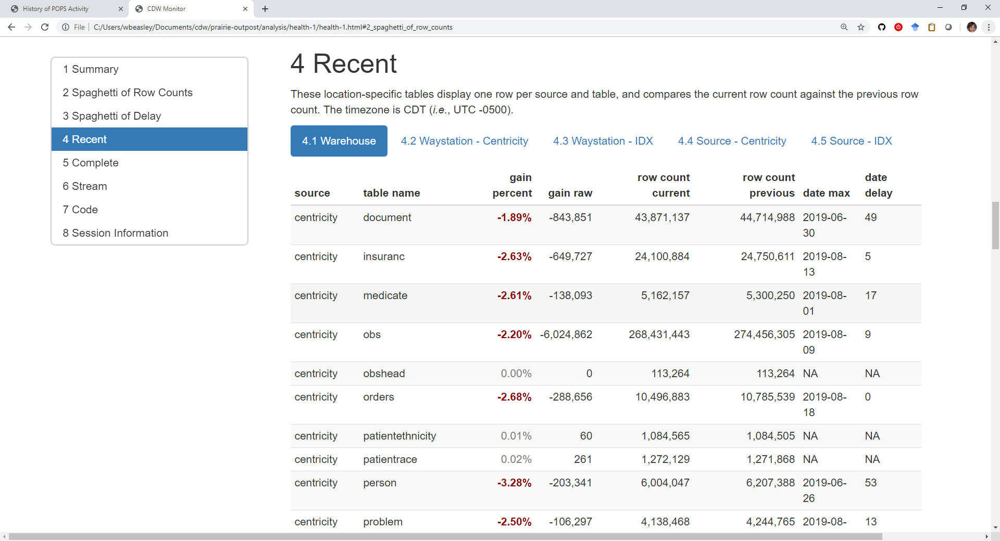 History of POPS Activity
CDW Monitor
File
C:/Users/wbeasley/Documents/cdw/prairie-outpost/analysis/health-1/health-1.html#2_spaghetti_of_row_counts
1 Summary
2 Spaghetti of Row Counts
3 Spaghetti of Delay
4 Recent
5 Complete
6 Stream
7 Code
8 Session Information
4 Recent
These location-specific tables display one row per source and table, and compares the current row count against the previous row
count. The timezone is CDT (i.e., UTC -0500).
4.1 Warehouse 4.2 Waystation - Centricity 4.3 Waystation - IDX 4.4 Source - Centricity 4.5 Source - IDX
gain row count row count date
source table name percent gain raw current previous date max delay
centricity document -1.89% -843,851 43,871,137 44,714,988 2019-06- 49
30
centricity insuranc -2.63% -649,727 24,100,884 24,750,611 2019-08- 5
13
centricity medicate -2.61% -138,093 5,162,157 5,300,250 2019-08- 17
01
centricity obs -2.20% -6,024,862 268,431,443 274,456,305 2019-08- 9
09
centricity obshead 0.00% 0 113,264 113,264 NA NA
centricity orders -2.68% -288,656 10,496,883 10,785,539 2019-08- 0
18
centricity patientethnicity 0.01% 60 1,084,565 1,084,505 NA NA
centricity patientrace 0.02% 261 1,272,129 1,271,868 NA NA
centricity person -3.28% -203,341 6,004,047 6,207,388 2019-06- 53
26
centricity problem -2.50% -106,297 4,138,468 4,244,765 2019-08- 13